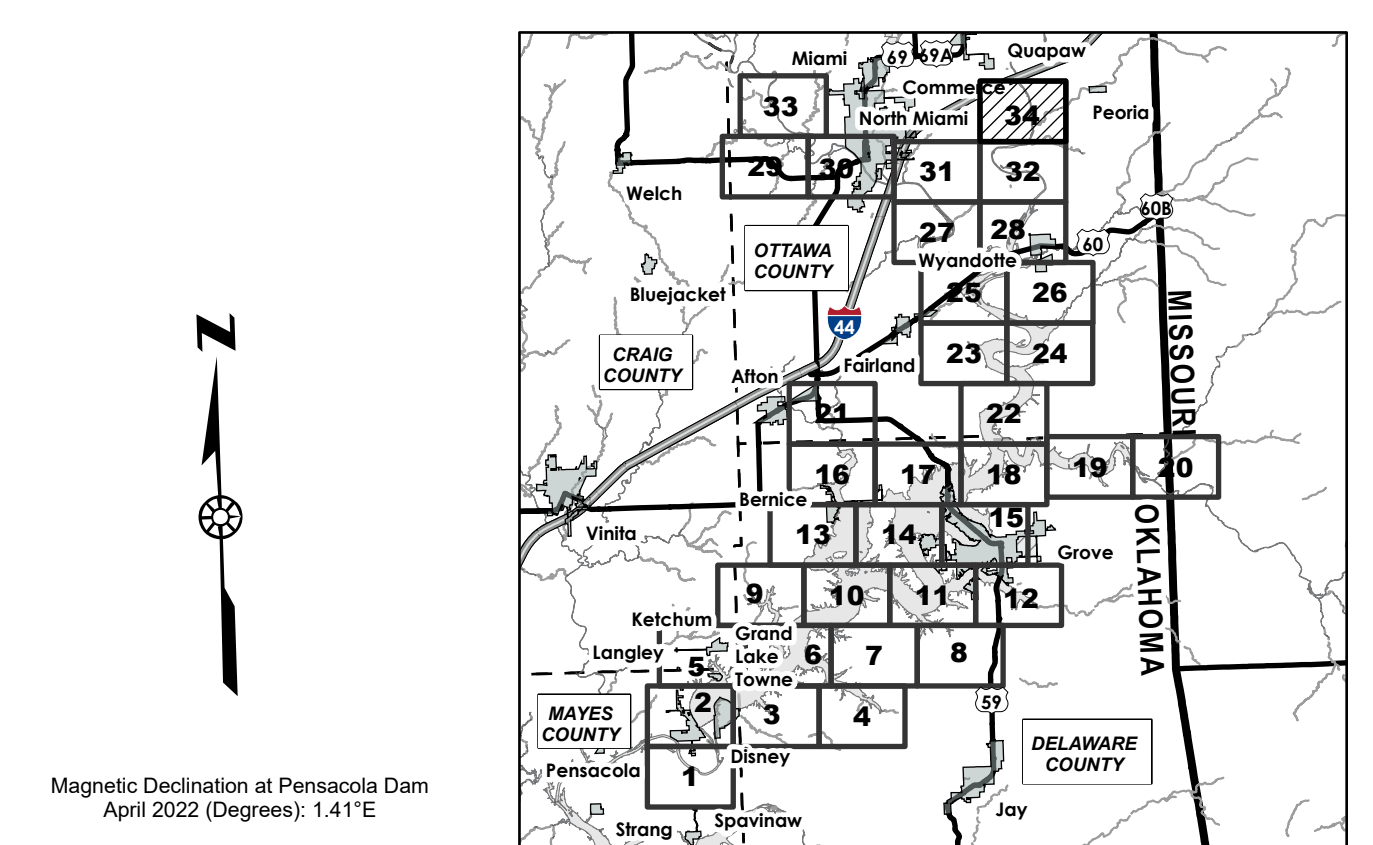 Miami
69
69A
Quapaw
Commerce
33
34
Peoria
North Miami
29
30
31
32
Welch
60B
27
28
60
OTTAWA
COUNTY
Wyandotte
Bluejacket
25
26
MISSOURI
N
44
CRAIG
COUNTY
23
24
Fairland
Afton
21
22
16
17
18
19
20
Bernice
Vinita
13
14
15
Grove
OKLAHOMA
9
10
11
12
Ketchum
Grand
Lake
Towne
Langley
5
6
7
8
59
MAYES
COUNTY
2
3
4
DELAWARE
COUNTY
Disney
Pensacola
1
Magnetic Declination at Pensacola Dam
April 2022 (Degrees): 1.41°E
Jay
Strang
Spavinaw